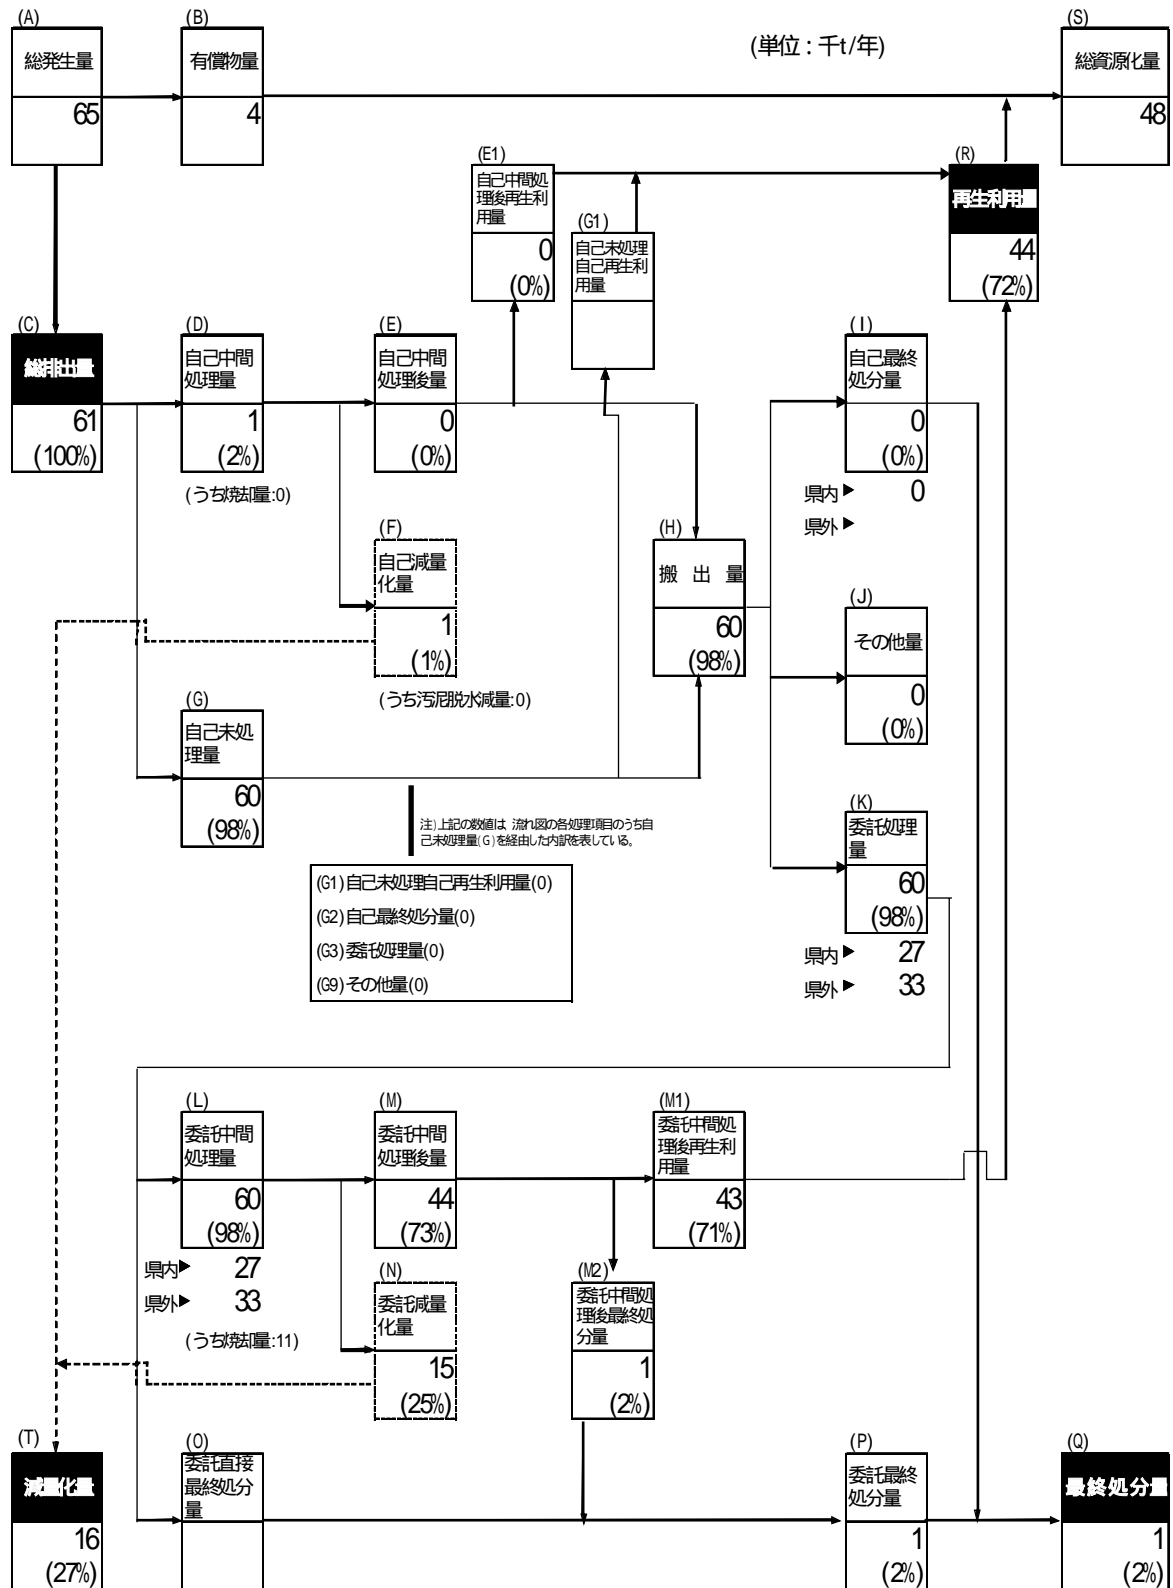 (A)
総発生量
65
(B)
有償物量
4
(単位:千t/年)
(S)
総資源化量
48
(E1)
自己中間処
理後再生利
用量
0
(0%)
(G1)
自己未処理
自己再生利
用量
(R)
再生利用量
44
(72%)
(C)
総排出量
61
(100%)
(D)
自己中間
処理量
1
(2%)
(うち焼却量:0)
(E)
自己中間
処理後量
0
(0%)
(I)
自己最終
処分量
0
(0%)
県内▶ 0
県外▶
(F)
自己減量
化量
1
(1%)
(うち汚泥脱水減量:0)
(H)
搬出量
60
(98%)
(J)
その他量
0
(0%)
(G)
自己未処
理量
60
(98%)
注)上記の数値は 流れ図の各処理項目のうち自
己未処理量(G)を経由した内訳を表している。
(G1)自己未処理自己再生利用量(0)
(G2)自己最終処分量(0)
(G3)委託処理量(0)
(G9)その他量(0)
(K)
委託処理
量
60
(98%)
県内▶ 27
県外▶ 33
(L)
委託中間
処理量
60
(98%)
県内▶ 27
県外▶ 33
(うち焼却量:11)
(M)
委託中間
処理後量
44
(73%)
(M1)
委託中間処
理後再生利
用量
43
(71%)
(N)
委託減量
化量
15
(25%)
(M2)
委託中間処
理後最終処
分量
1
(2%)
(T)
減量化量
16
(27%)
(O)
委託直接
最終処分
量
(P)
委託最終
処分量
1
(2%)
(Q)
最終処分量
1
(2%)